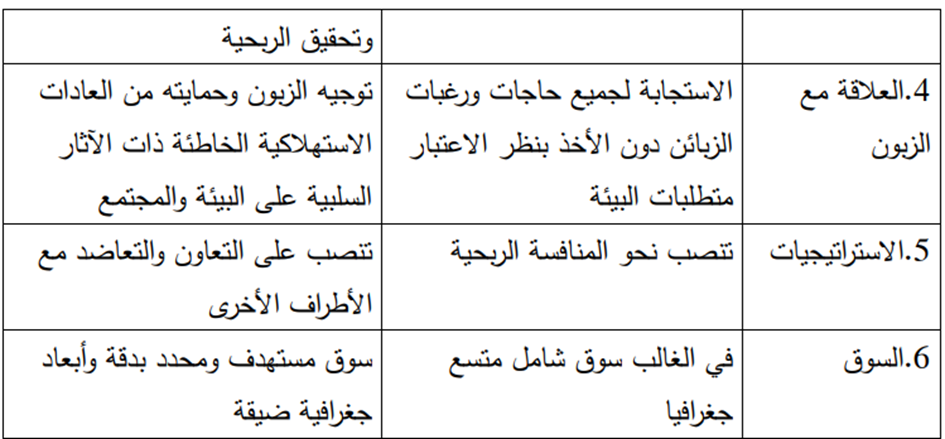 وتحقيق الربحية
4.العلاقة مع
الزبون
الاستجابة لجميع حاجات ورغبات
الزبائن دون الأخذ بنظر الاعتبار
متطلبات البيئة
توجيه الزبون وحمايته من العادات
الاستهلاكية الخاطئة ذات الآثار
السلبية على البيئة والمجتمع
5.الاستراتيجيات
تتصب نحو المنافسة الربحية
تتصب على التعاون والتعاضد مع
الأطراف الأخرى
6.السوق
في الغالب سوق شامل متسع
جغرافيا
سوق مستهدف ومحدد بدقة وأبعاد
جغرافية ضيقة